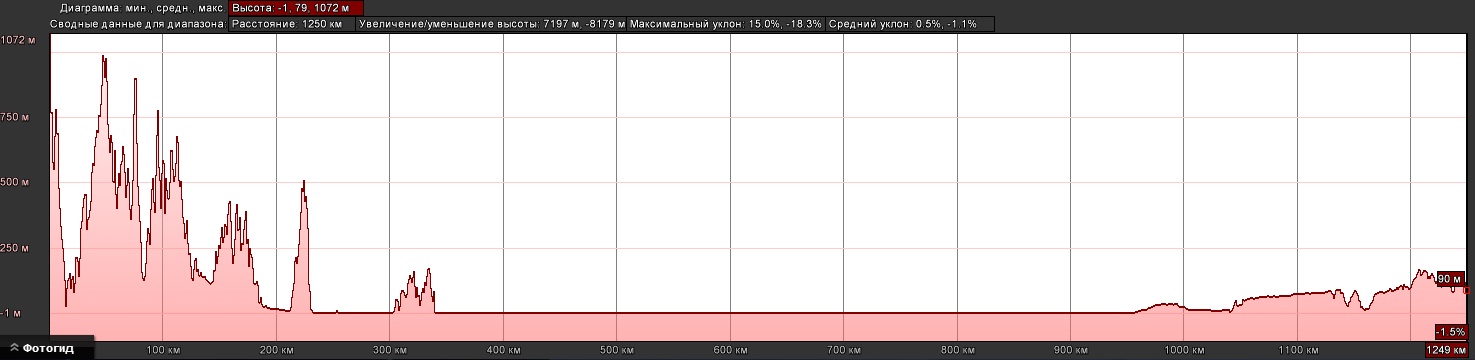 Диаграмма: мин., средн., макс. Высота: -1, 79, 1072 м
Сводные данные для диапазона: Расстояние: 1250 км Увеличение/уменьшение высоты: 7197 м, -8179 м Максимальный уклон: 15.0%, -18.3% Средний уклон: 0.5%, -1.1%
1072 м
750 м
500 м
250 м
90 м
-1 м
-1.5%
Фотогид 100 км 200 км 300 км 400 км 500 км 600 км 700 км 800 км 900 км 1000 км 1100 км 1249 км